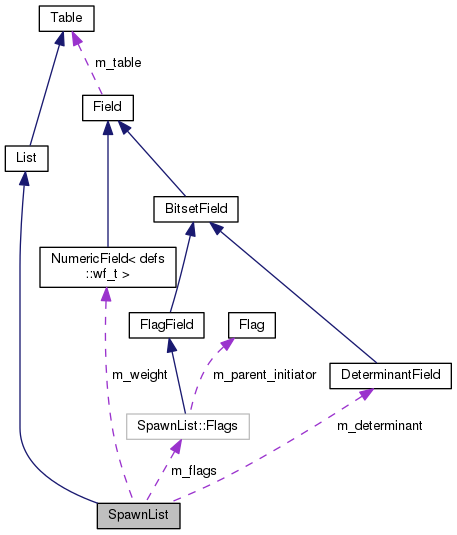 Table
m_table
Field
List
BitsetField
NumericField< defs
::wf_t >
FlagField
Flag
m_weight
m_parent_initiator
DeterminantField
SpawnList::Flags
m_determinant
m_flags
SpawnList